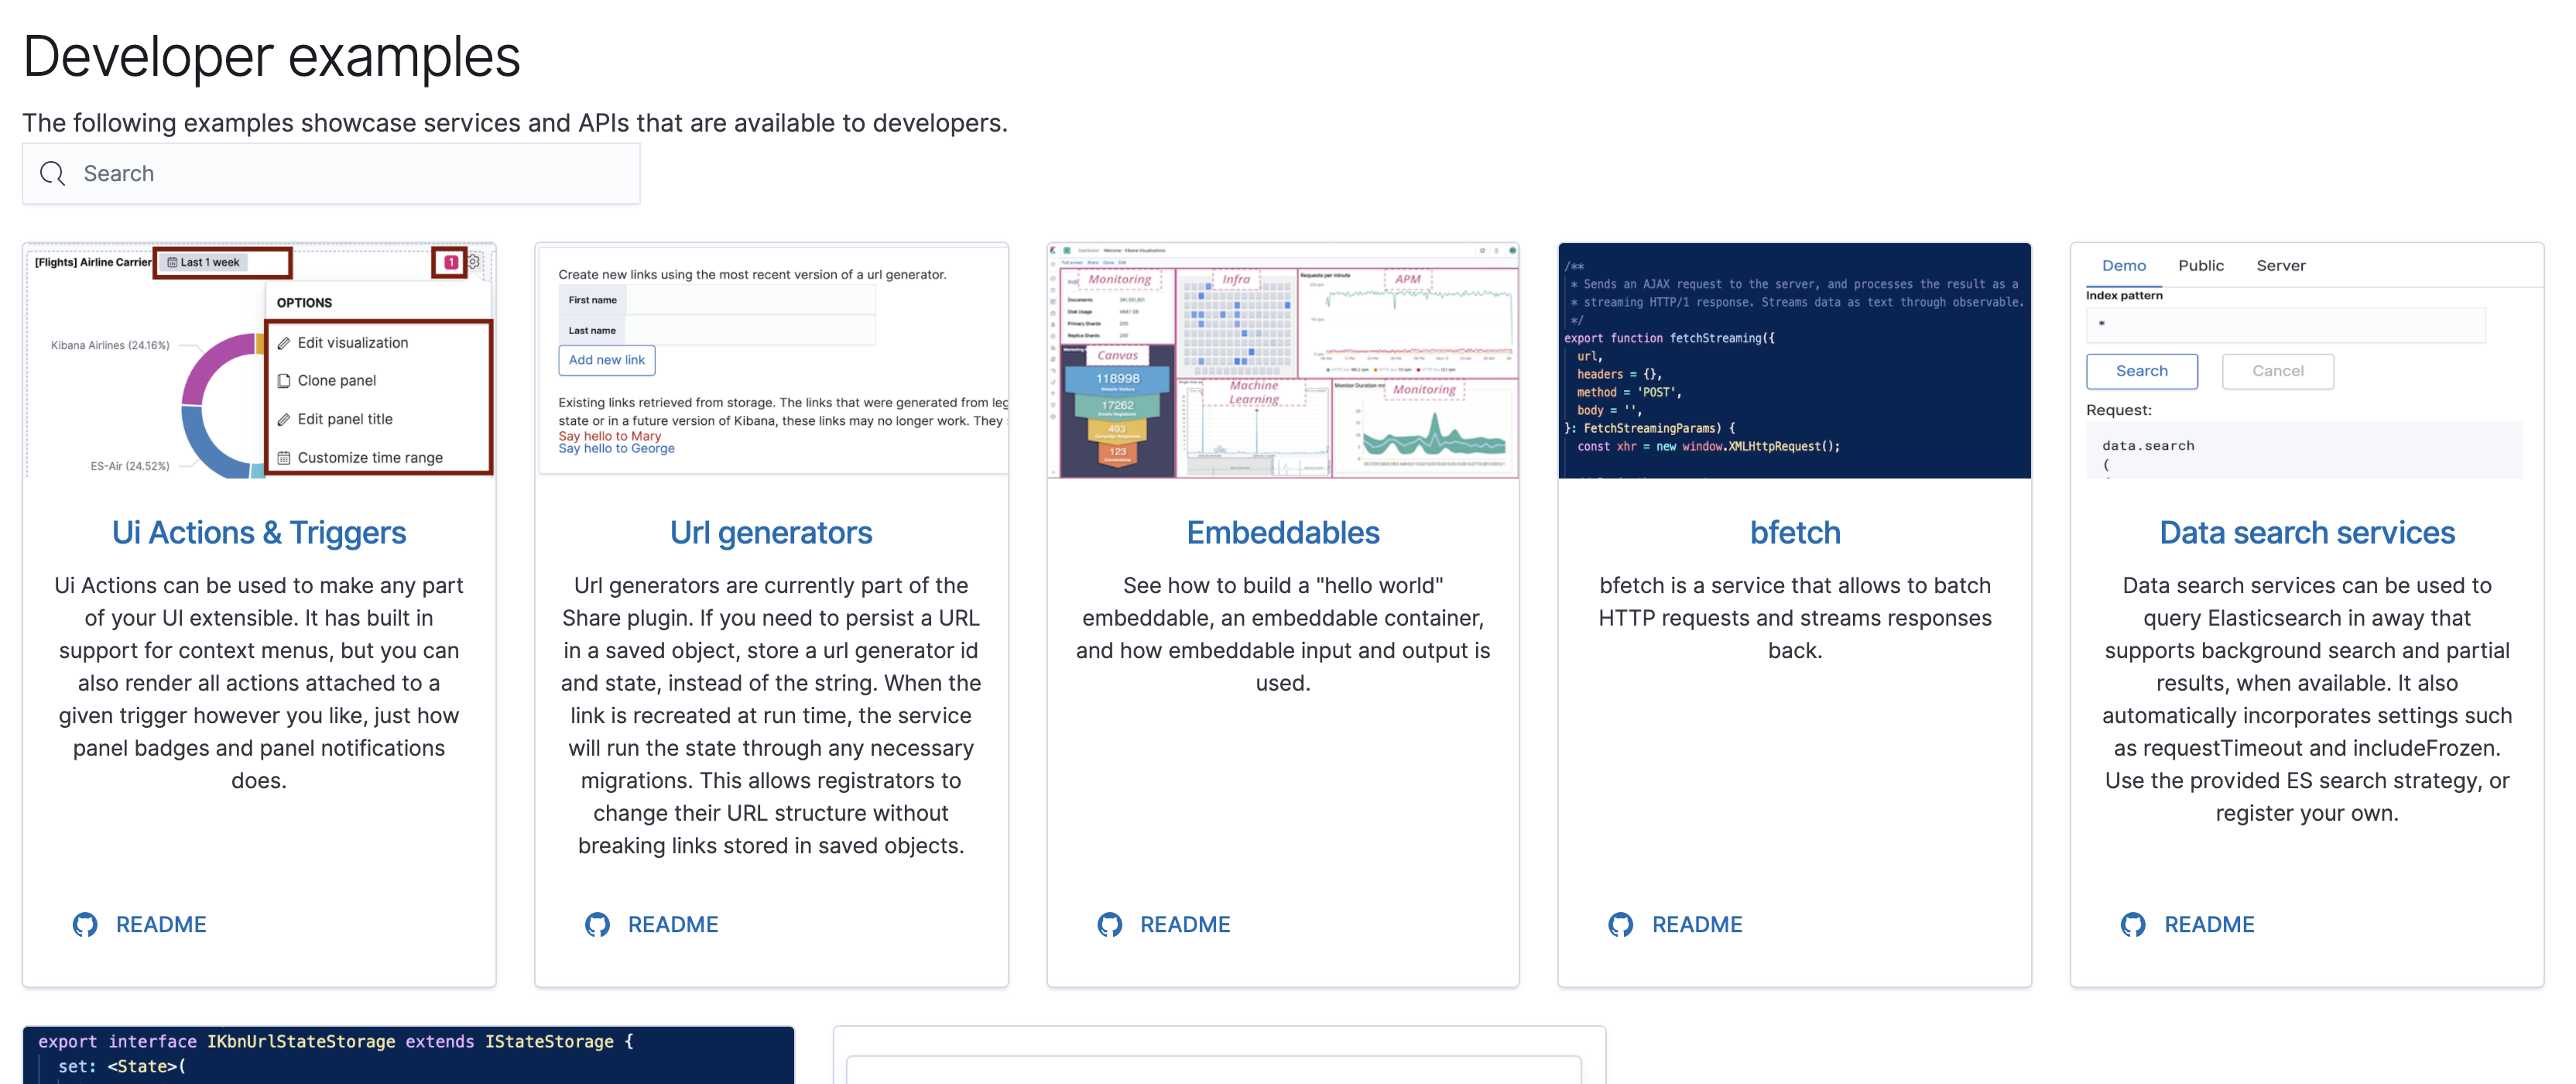 Developer examples
The following examples showcase services and APIs that are available to developers.
Search
[Flights] Airline Carrier
Last 1 week
1
OPTIONS
Edit visualization
Clone panel
Edit panel title
Customize time range
Kibana Airlines (24.16%)
ES-Air (24.52%)
Ui Actions & Triggers
Ui Actions can be used to make any part
of your UI extensible. It has built in
support for context menus, but you can
also render all actions attached to a
given trigger however you like, just how
panel badges and panel notifications
does.
README
Create new links using the most recent version of a url generator.
First name
Last name
Add new link
Existing links retrieved from storage. The links that were generated from leg
state or in a future version of Kibana, these links may no longer work. They
Say hello to Mary
Say hello to George
Url generators
Url generators are currently part of the
Share plugin. If you need to persist a URL
in a saved object, store a url generator id
and state, instead of the string. When the
link is recreated at run time, the service
will run the state through any necessary
migrations. This allows registrators to
change their URL structure without
breaking links stored in saved objects.
README
Monitoring
Infra
Requests per minute
APM
Documents
Disk Usage
Primary Shards
Replica Shards
Canvas
118998
17262
493
123
Machine
Learning
Monitoring
Embeddables
See how to build a "hello world"
embeddable, an embeddable container,
and how embeddable input and output is
used.
README
/**
* Sends an AJAX request to the server, and processes the result as a
* streaming HTTP/1 response. Streams data as text through observable.
*/
export function fetchStreaming({
url,
headers = {},
method = 'POST',
body = '',
}: FetchStreamingParams) {
const xhr = new window.XMLHttpRequest();
bfetch
bfetch is a service that allows to batch
HTTP requests and streams responses
back.
README
Demo Public Server
Index pattern
*
Search
Cancel
Request:
data.search
(
Data search services
Data search services can be used to
query Elasticsearch in away that
supports background search and partial
results, when available. It also
automatically incorporates settings such
as requestTimeout and includeFrozen.
Use the provided ES search strategy, or
register your own.
README
export interface IKbnUrlStateStorage extends IStateStorage {
set: <State>(